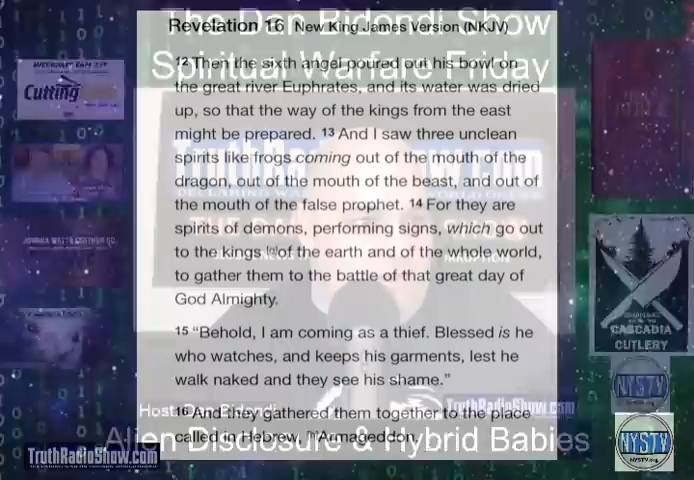 The Dan Bidondi Show
Revelation 16 New King James Version (NKJV)
Spiritual Warfare Friday
12 Then the sixth angel poured out his bowl on
the great river Euphrates, and its water was dried
up, so that the way of the kings from the east
might be prepared. 13 And I saw three unclean
spirits like frogs coming out of the mouth of the
dragon, out of the mouth of the beast, and out of
the mouth of the false prophet. 14 For they are
spirits of demons, performing signs, which go out
to the kings [a]of the earth and of the whole world,
to gather them to the battle of that great day of
God Almighty.
15 “Behold, I am coming as a thief. Blessed is he
who watches, and keeps his garments, lest he
walk naked and they see his shame.”
16 And they gathered them together to the place
called in Hebrew, [b]Armageddon.
Host: Dan Bidondi
Alien Disclosure & Hybrid Babies
TruthRadioShow.com
TruthRadioShow.com
Cutting
CASCADIA
CUTLERY
NYSTV
NYSTV
NYSTV.org